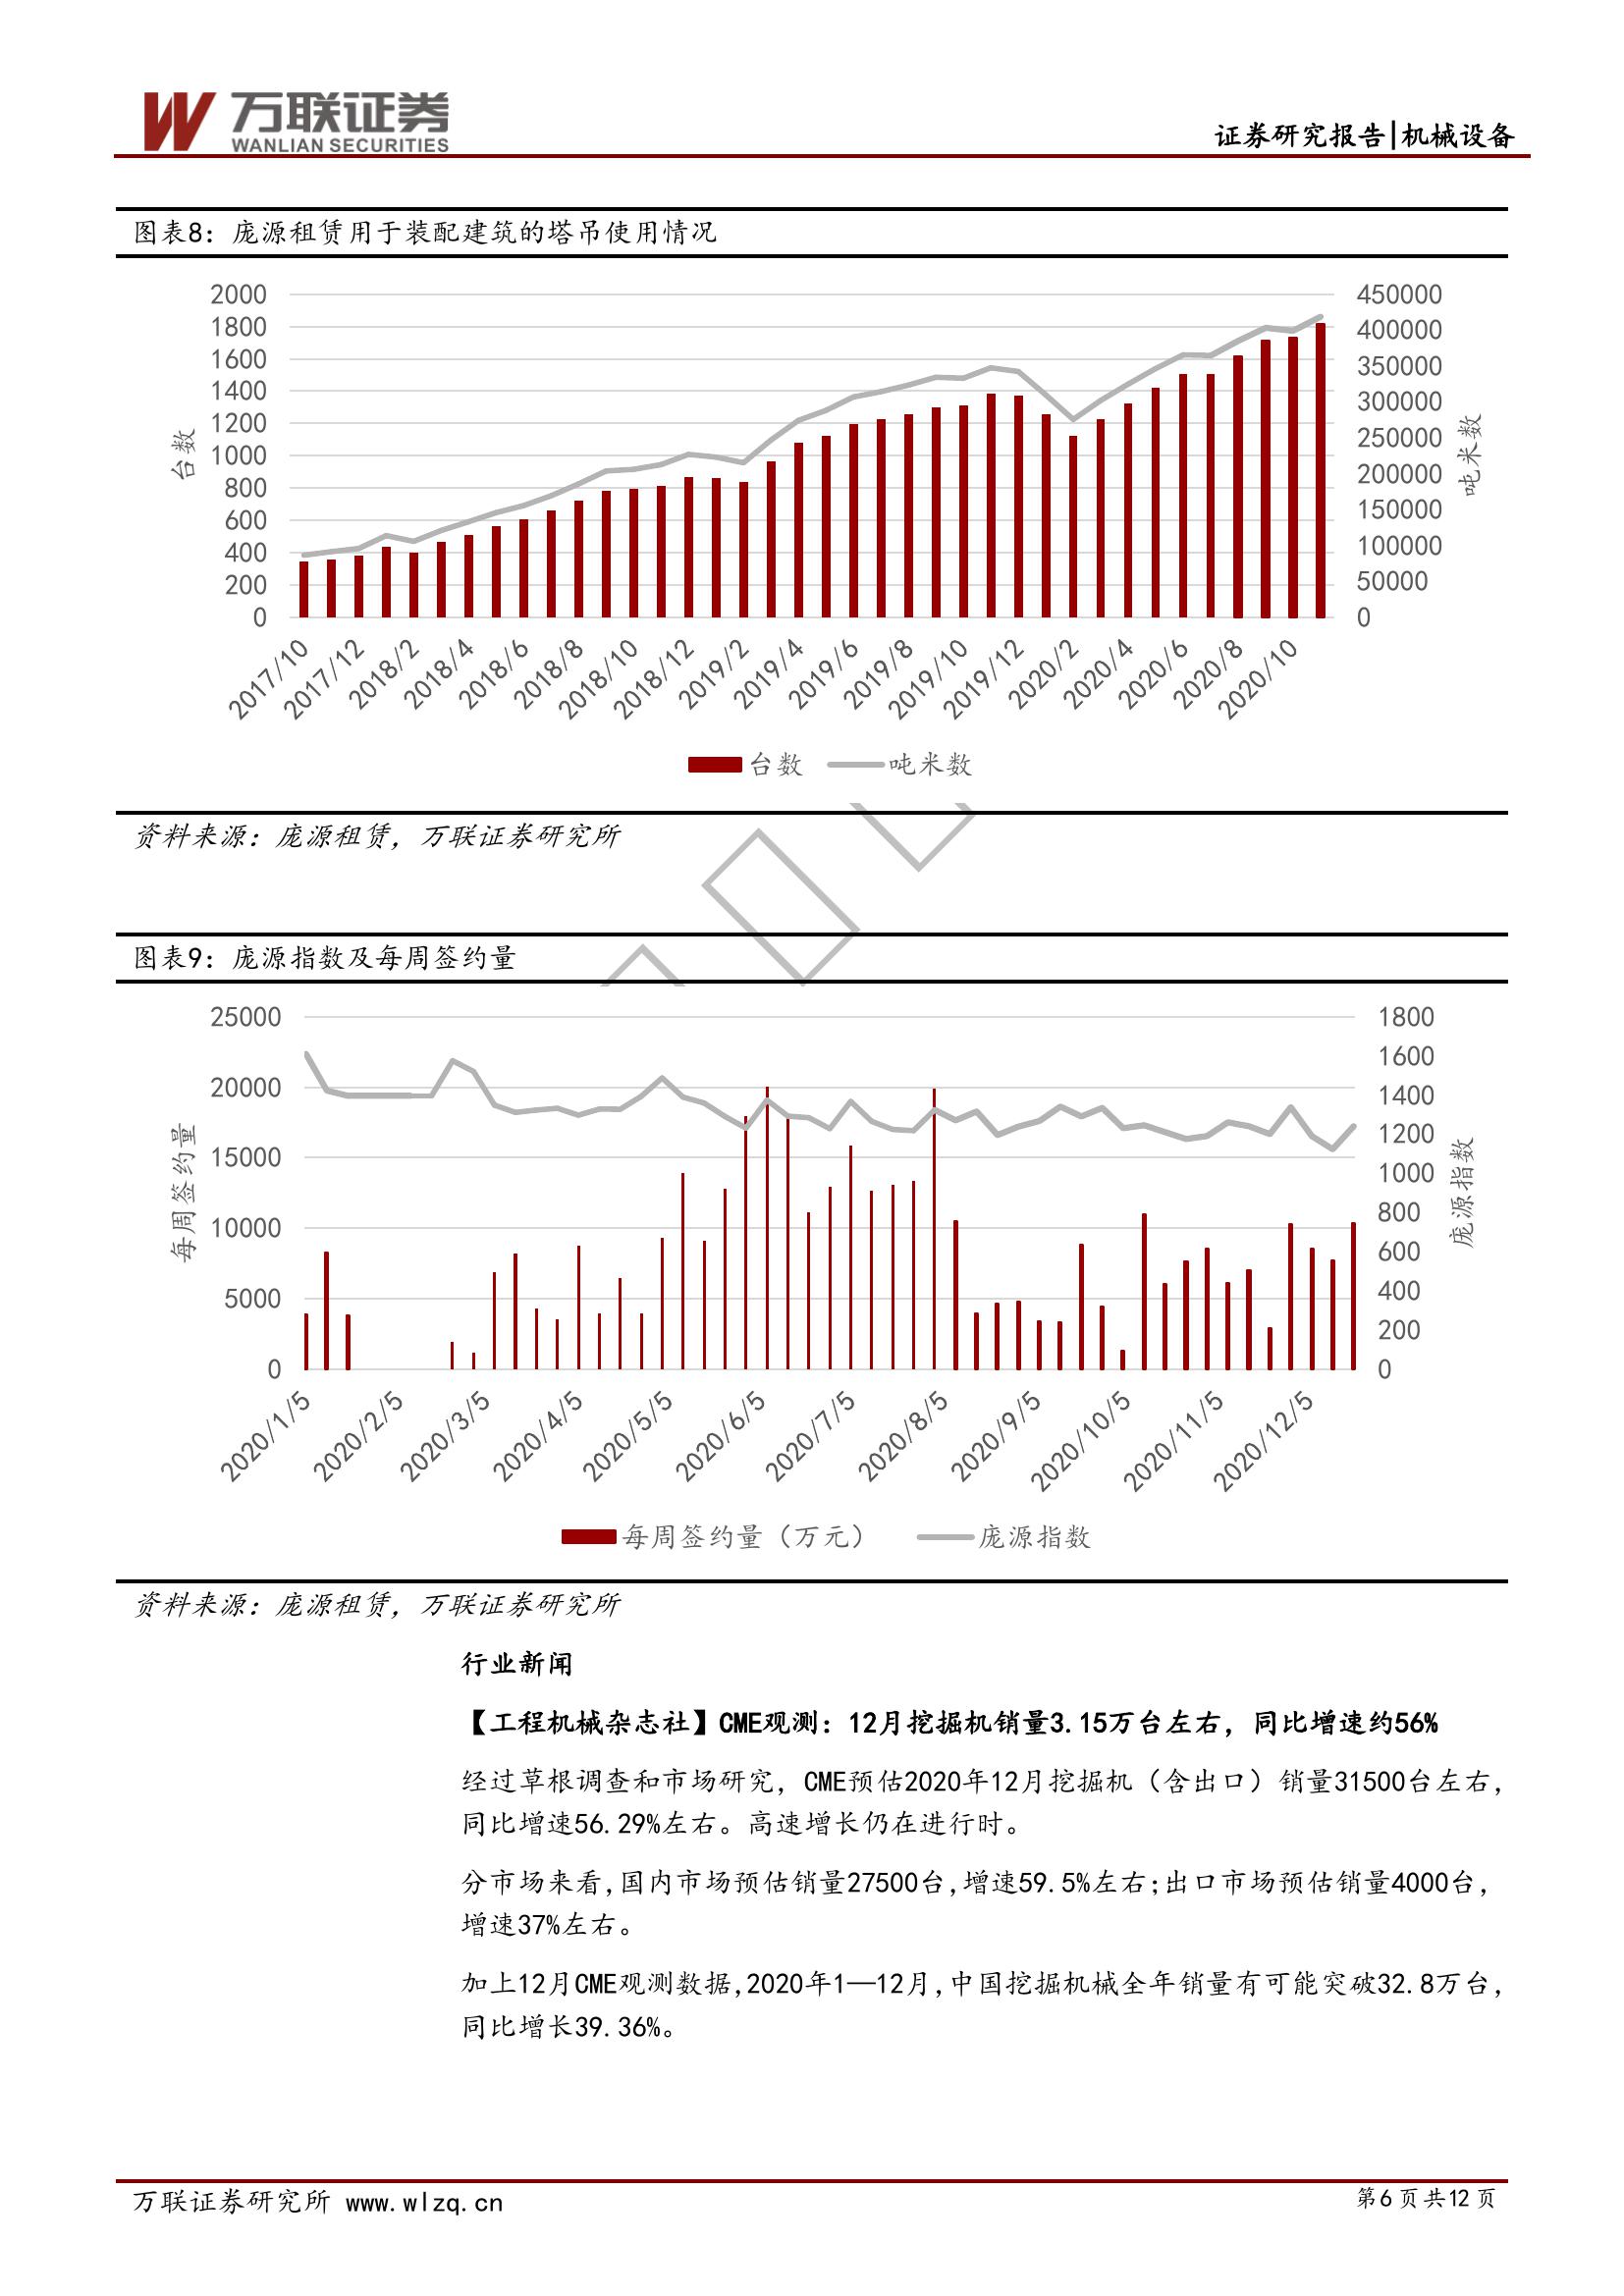 万联证券
WANLIAN SECURITIES
证券研究报告|机械设备
图表8：庞源租赁用于装配建筑的塔吊使用情况
2000
1800
1600
1400
1200
1000
800
600
400
200
0
台数
450000
400000
350000
300000
250000
200000
150000
100000
50000
0
吨米数
2017/10
2017/12
2018/2
2018/4
2018/6
2018/8
2018/10
2018/12
2019/2
2019/4
2019/6
2019/8
2019/10
2019/12
2020/2
2020/4
2020/6
2020/8
2020/10
台数 吨米数
资料来源：庞源租赁，万联证券研究所
图表9：庞源指数及每周签约量
25000
20000
15000
10000
5000
0
每周签约量
1800
1600
1400
1200
1000
800
600
400
200
0
庞源指数
2020/1/5
2020/2/5
2020/3/5
2020/4/5
2020/5/5
2020/6/5
2020/7/5
2020/8/5
2020/9/5
2020/10/5
2020/11/5
2020/12/5
每周签约量（万元） 庞源指数
资料来源：庞源租赁，万联证券研究所
行业新闻
【工程机械杂志社】CME观测：12月挖掘机销量3.15万台左右，同比增速约56%
经过草根调查和市场研究，CME预估2020年12月挖掘机（含出口）销量31500台左右，
同比增速56.29%左右。高速增长仍在进行时。
分市场来看,国内市场预估销量27500台,增速59.5%左右;出口市场预估销量4000台，
增速37%左右。
加上12月CME观测数据,2020年1—12月,中国挖掘机械全年销量有可能突破32.8万台，
同比增长39.36%。
万联证券研究所 www.wlzq.cn
第6页共12页